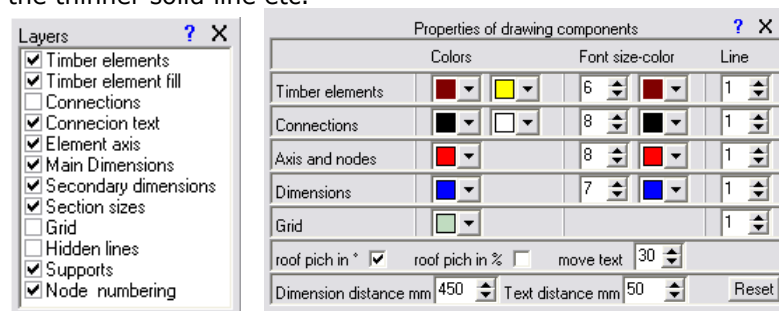 the thinner solid line etc.
Layers ? X
Timber elements
Timber element fill
Connections
Connecion text
Element axis
Main Dimensions
Secondary dimensions
Section sizes
Grid
Hidden lines
Supports
Node numbering
Properties of drawing components ? X
Colors Font size-color Line
Timber elements 6 1
Connections 8 1
Axis and nodes 8 1
Dimensions 7 1
Grid 1
roof pich in ° roof pich in % move text 30
Dimension distance mm 450 Text distance mm 50 Reset